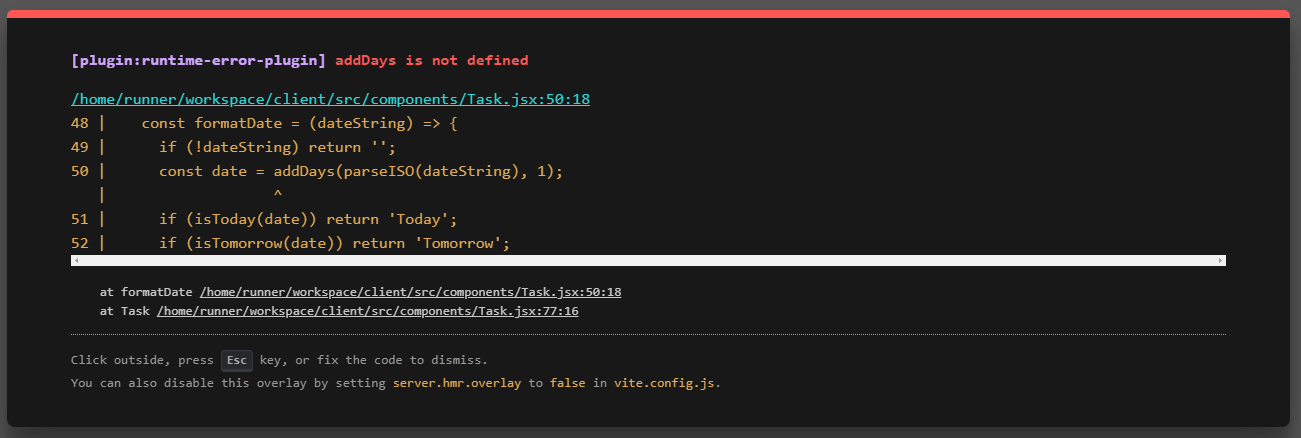 [plugin:runtime-error-plugin] addDays is not defined
/home/runner/workspace/client/src/components/Task.jsx:50:18
48 |    const formatDate = (dateString) => {
49 |      if (!dateString) return '';
50 |      const date = addDays(parseISO(dateString), 1);
   |                   ^
51 |      if (isToday(date)) return 'Today';
52 |      if (isTomorrow(date)) return 'Tomorrow';
at formatDate /home/runner/workspace/client/src/components/Task.jsx:50:18
at Task /home/runner/workspace/client/src/components/Task.jsx:77:16
Click outside, press Esc key, or fix the code to dismiss.
You can also disable this overlay by setting server.hmr.overlay to false in vite.config.js.